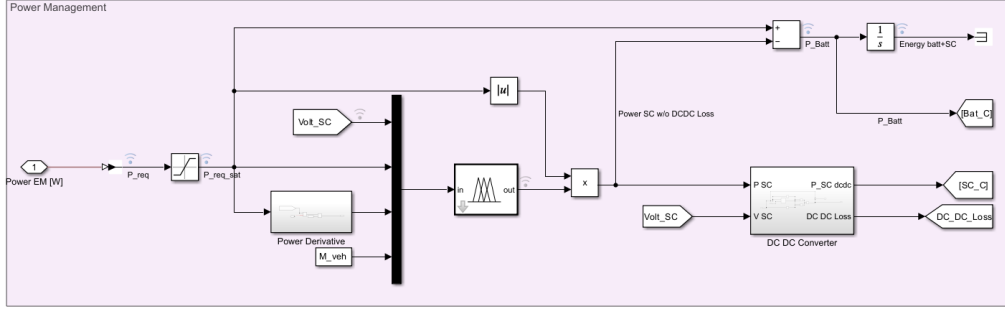 Power Management
+
−
P_Batt
1
s
Energy batt+SC
|u|
Volt_SC
Power SC w/o DCDC Loss
P_Batt
[Bat_C]
1
Power EM [W]
P_req
P_req_sat
in
out
x
Power Derivative
M_veh
Volt_SC
P SC
P_SC dcdc
V SC
DC DC Loss
DC DC Converter
[SC_C]
DC_DC_Loss